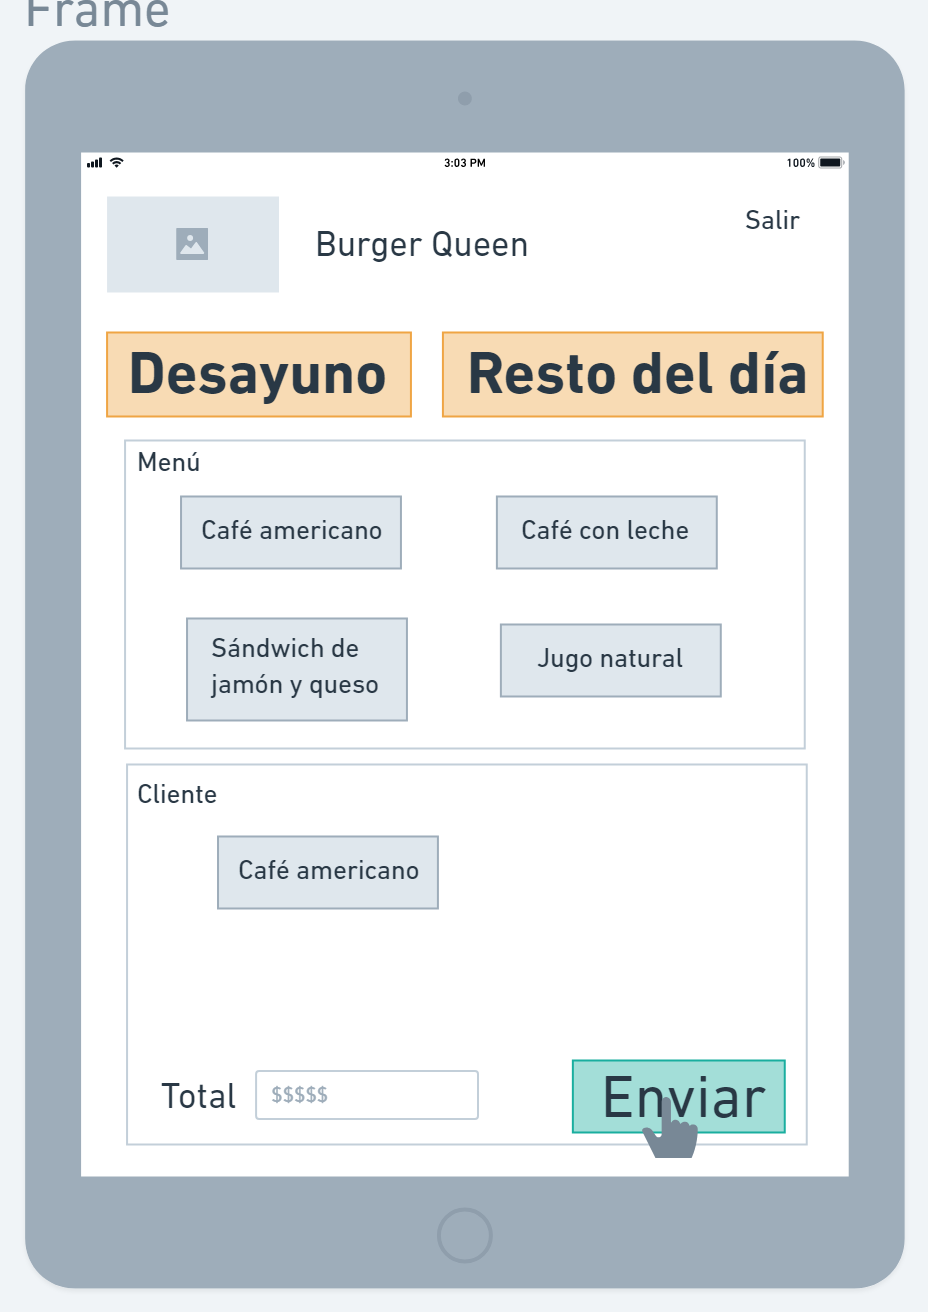 Frame
3:03 PM
100%
Burger Queen
Salir
Desayuno
Resto del día
Menú
Café americano
Café con leche
Sándwich de
jamón y queso
Jugo natural
Cliente
Café americano
Total
$$$$$
Enviar